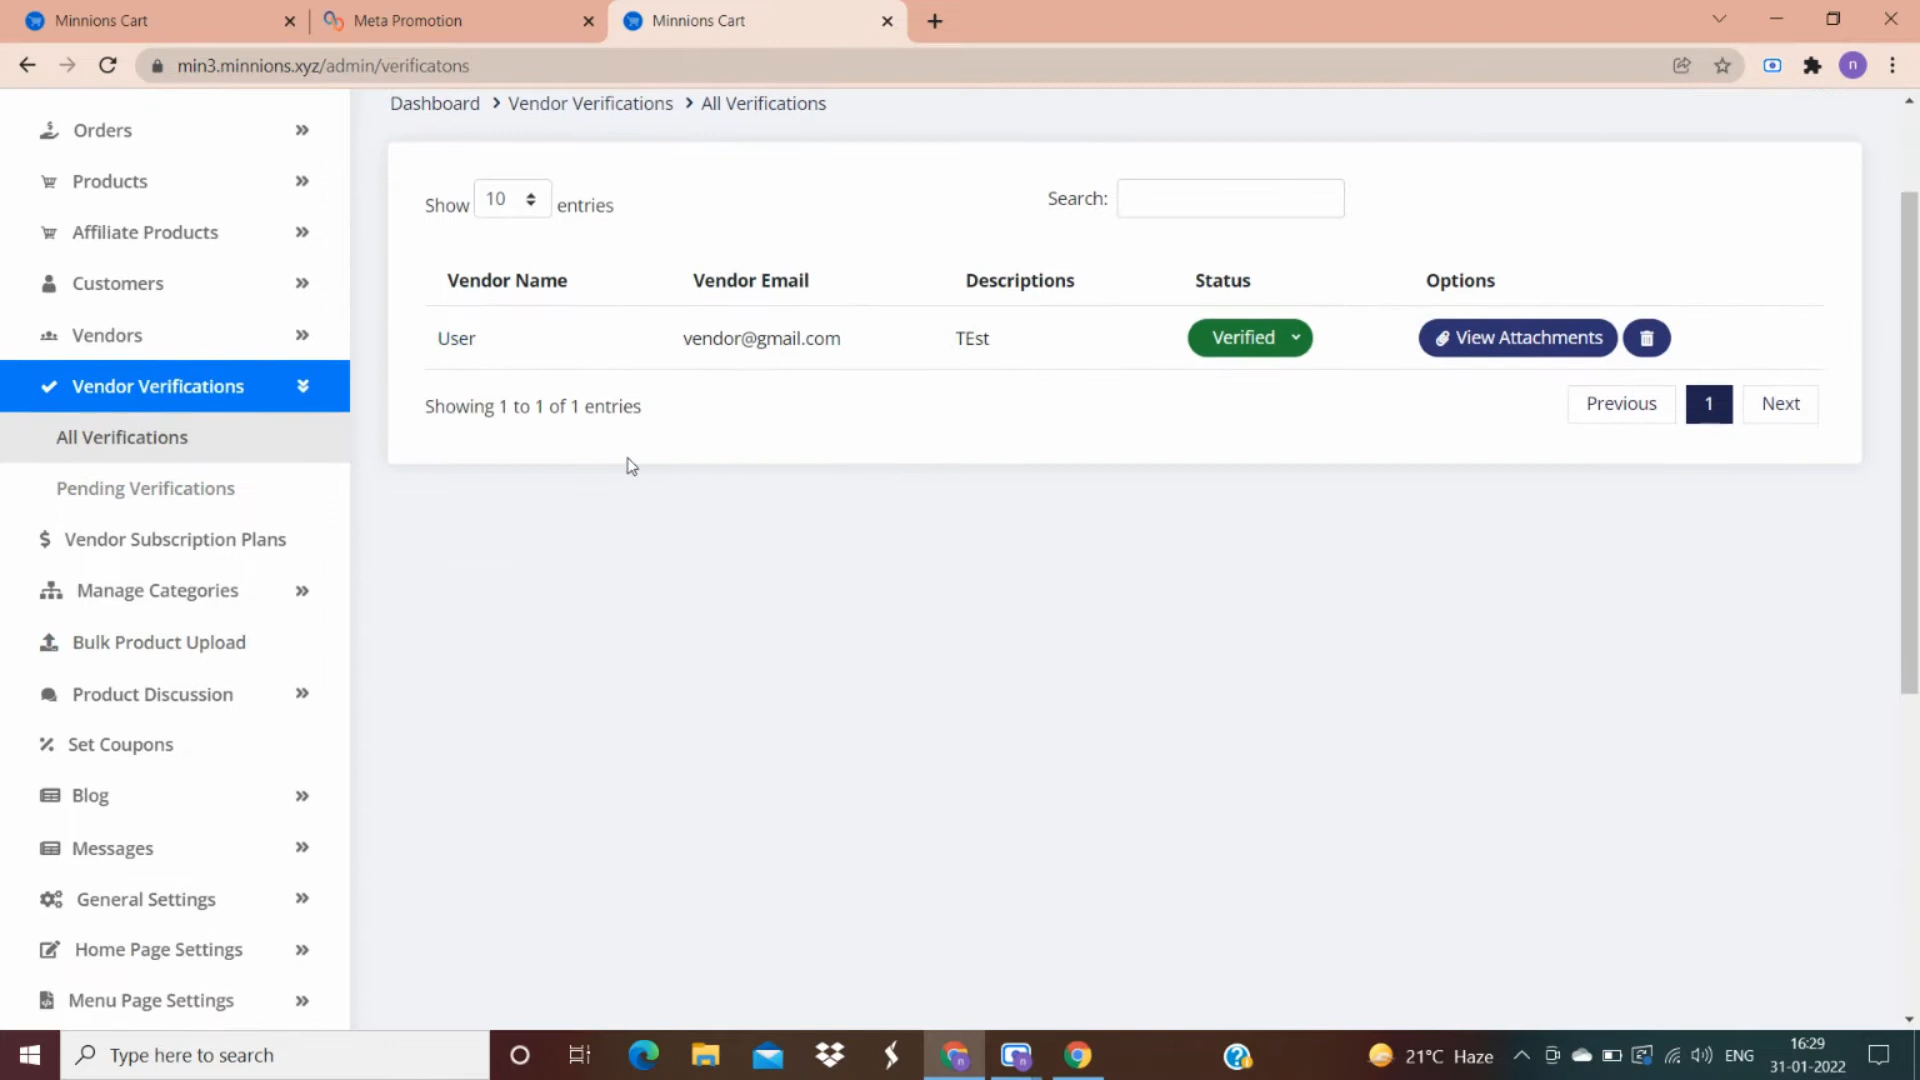 Minnions Cart
Meta Promotion
Minnions Cart
min3.minnions.xyz/admin/verificatons
n
Dashboard > Vendor Verifications > All Verifications
Orders
Products
Affiliate Products
Customers
Vendors
Vendor Verifications
All Verifications
Pending Verifications
Vendor Subscription Plans
Manage Categories
Bulk Product Upload
Product Discussion
Set Coupons
Blog
Messages
General Settings
Home Page Settings
Menu Page Settings
Show 10 entries
Search:
Vendor Name Vendor Email Descriptions Status Options
User vendor@gmail.com TEst Verified View Attachments
Showing 1 to 1 of 1 entries
Previous 1 Next
Type here to search
21°C Haze
ENG
16:29
31-01-2022